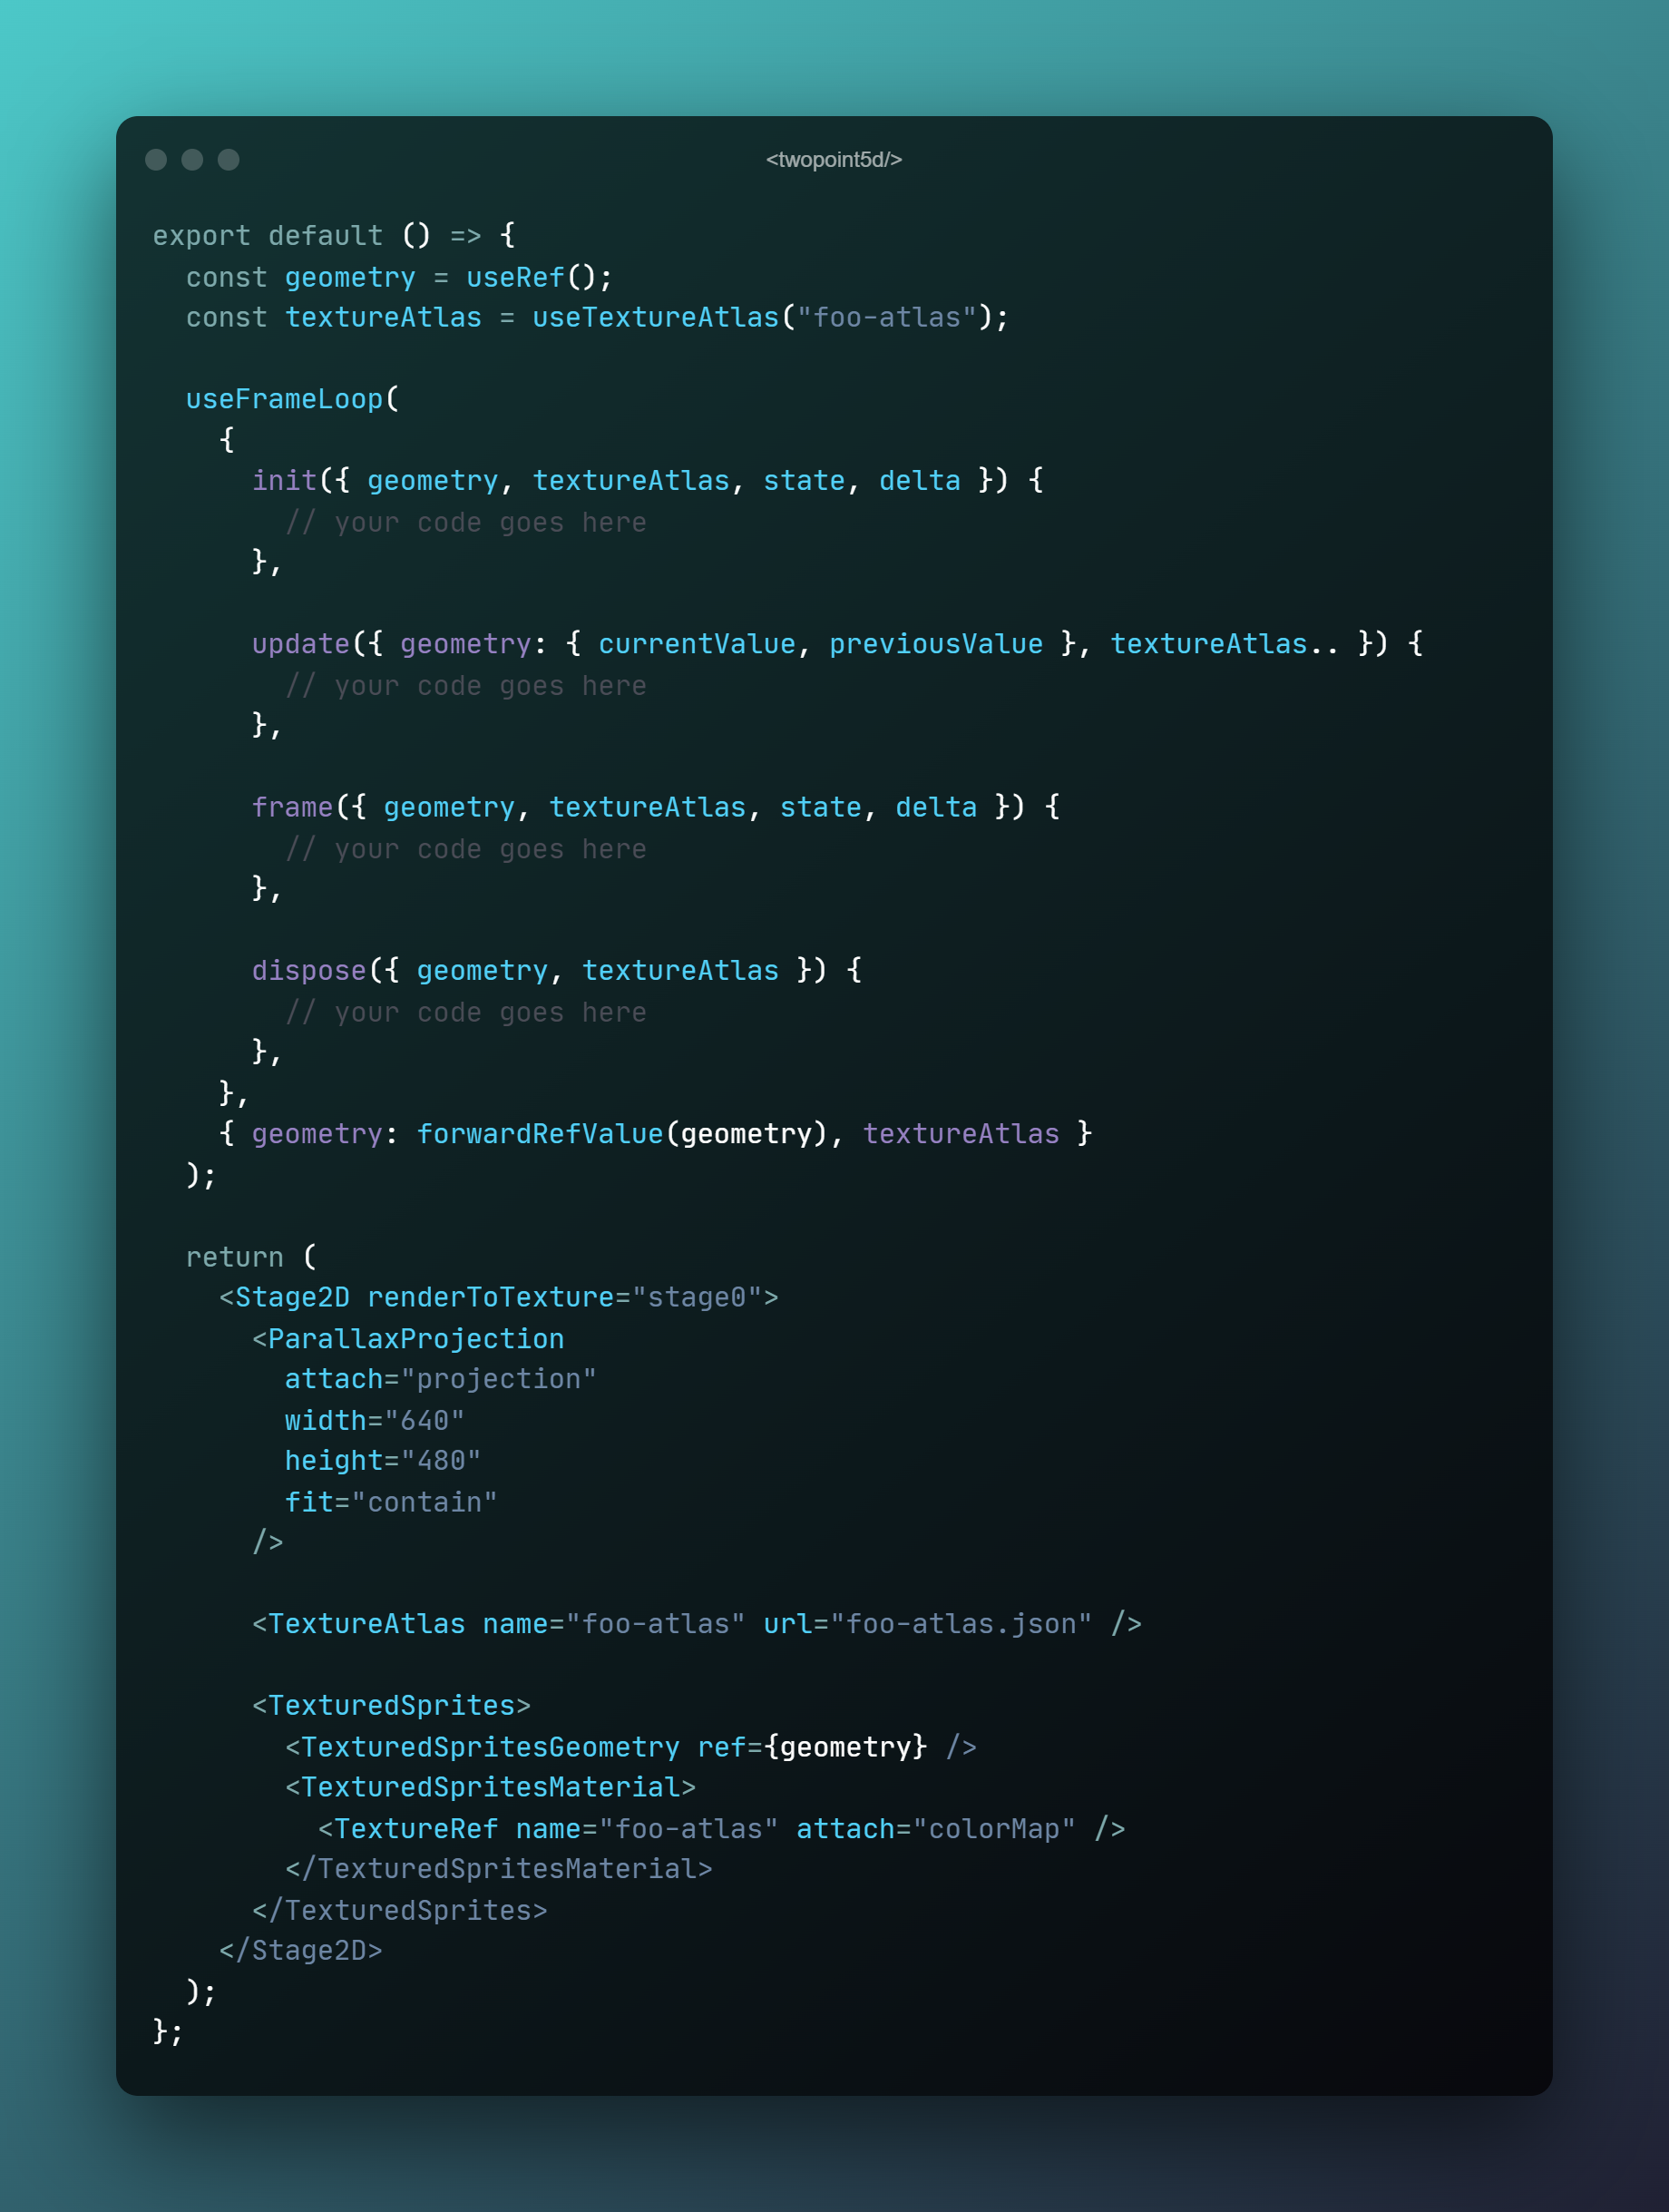 <twopoint5d/>
export default () => {
  const geometry = useRef();
  const textureAtlas = useTextureAtlas("foo-atlas");

  useFrameLoop(
    {
      init({ geometry, textureAtlas, state, delta }) {
        // your code goes here
      },

      update({ geometry: { currentValue, previousValue }, textureAtlas.. }) {
        // your code goes here
      },

      frame({ geometry, textureAtlas, state, delta }) {
        // your code goes here
      },

      dispose({ geometry, textureAtlas }) {
        // your code goes here
      },
    },
    { geometry: forwardRefValue(geometry), textureAtlas }
  );

  return (
    <Stage2D renderToTexture="stage0">
      <ParallaxProjection
        attach="projection"
        width="640"
        height="480"
        fit="contain"
      />

      <TextureAtlas name="foo-atlas" url="foo-atlas.json" />

      <TexturedSprites>
        <TexturedSpritesGeometry ref={geometry} />
        <TexturedSpritesMaterial>
          <TextureRef name="foo-atlas" attach="colorMap" />
        </TexturedSpritesMaterial>
      </TexturedSprites>
    </Stage2D>
  );
};